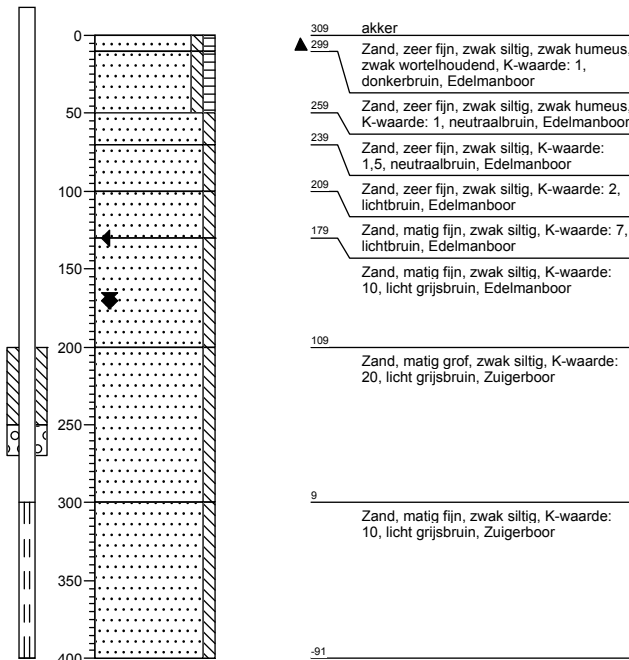 0
50
100
150
200
250
300
350
400
309 akker
299
Zand, zeer fijn, zwak siltig, zwak humeus,
zwak wortelhoudend, K-waarde: 1,
donkerbruin, Edelmanboor
259
Zand, zeer fijn, zwak siltig, zwak humeus,
K-waarde: 1, neutraalbruin, Edelmanboor
239
Zand, zeer fijn, zwak siltig, K-waarde:
1,5, neutraalbruin, Edelmanboor
209
Zand, zeer fijn, zwak siltig, K-waarde: 2,
lichtbruin, Edelmanboor
179
Zand, matig fijn, zwak siltig, K-waarde: 7,
lichtbruin, Edelmanboor
Zand, matig fijn, zwak siltig, K-waarde:
10, licht grijsbruin, Edelmanboor
109
Zand, matig grof, zwak siltig, K-waarde:
20, licht grijsbruin, Zuigerboor
9
Zand, matig fijn, zwak siltig, K-waarde:
10, licht grijsbruin, Zuigerboor
-91